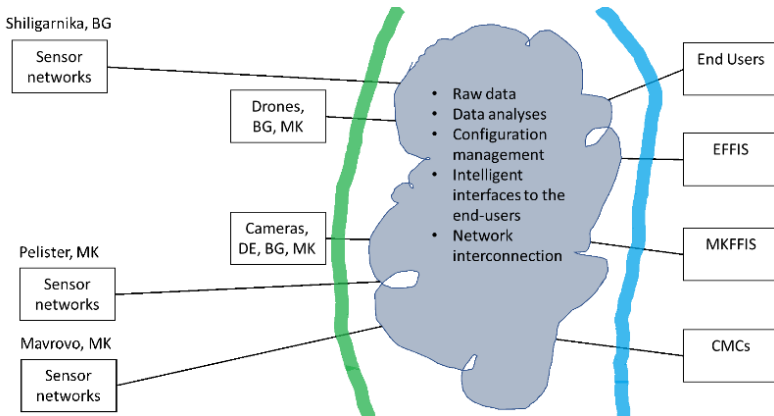 Shiligarnika, BG
Sensor
networks
Drones,
BG, MK
Cameras,
DE, BG, MK
Pelister, MK
Sensor
networks
Mavrovo, MK
Sensor
networks
• Raw data
• Data analyses
• Configuration
management
• Intelligent
interfaces to the
end-users
• Network
interconnection
End Users
EFFIS
MKFFIS
CMCs